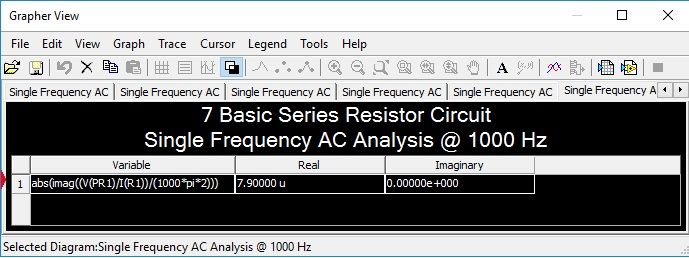 Grapher View
File Edit View Graph Trace Cursor Legend Tools Help
Single Frequency AC Single Frequency AC Single Frequency AC Single Frequency AC Single Frequency AC Single Frequency A
7 Basic Series Resistor Circuit
Single Frequency AC Analysis @ 1000 Hz
Variable Real Imaginary
1 abs(imag((V(PR1)/I(R1))/(1000*pi*2))) 7.90000 u 0.00000e+000
Selected Diagram:Single Frequency AC Analysis @ 1000 Hz